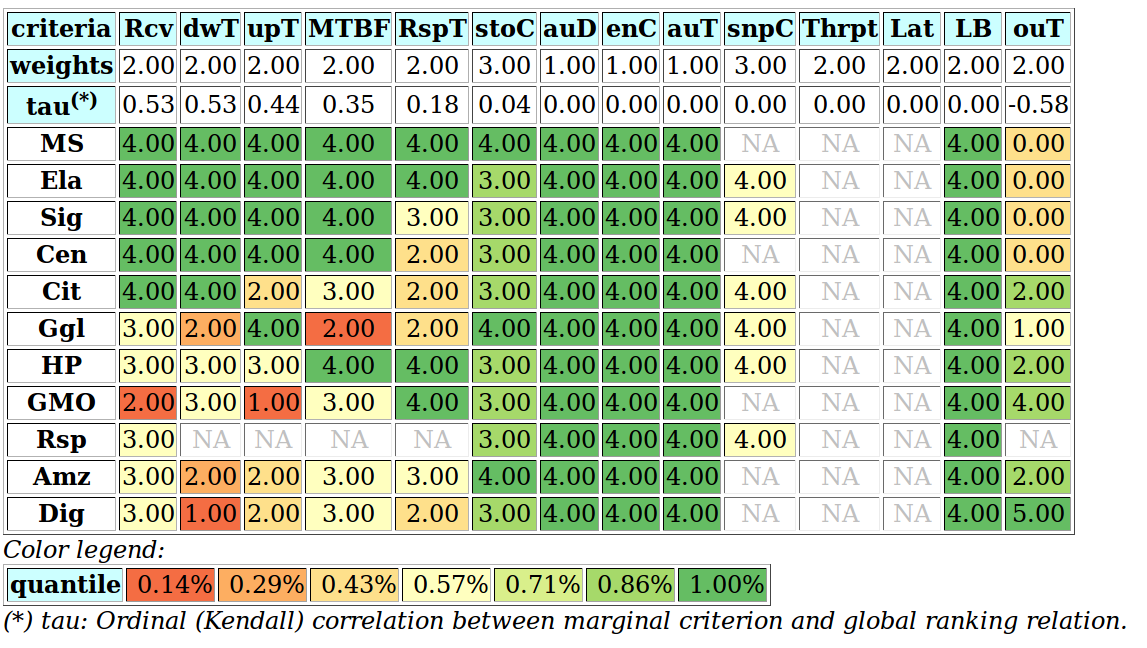 criteria Rcv dwT upT MTBF RspT stoC auD enC auT snpC Thrpt Lat LB ouT
weights 2.00 2.00 2.00 2.00 2.00 3.00 1.00 1.00 1.00 3.00 2.00 2.00 2.00 2.00
tau(*) 0.53 0.53 0.44 0.35 0.18 0.04 0.00 0.00 0.00 0.00 0.00 0.00 0.00 -0.58
MS 4.00 4.00 4.00 4.00 4.00 4.00 4.00 4.00 4.00 NA NA NA 4.00 0.00
Ela 4.00 4.00 4.00 4.00 4.00 3.00 4.00 4.00 4.00 4.00 NA NA 4.00 0.00
Sig 4.00 4.00 4.00 4.00 3.00 3.00 4.00 4.00 4.00 4.00 NA NA 4.00 0.00
Cen 4.00 4.00 4.00 4.00 2.00 3.00 4.00 4.00 4.00 NA NA NA 4.00 0.00
Cit 4.00 4.00 2.00 3.00 2.00 3.00 4.00 4.00 4.00 4.00 NA NA 4.00 2.00
Ggl 3.00 2.00 4.00 2.00 2.00 4.00 4.00 4.00 4.00 4.00 NA NA 4.00 1.00
HP 3.00 3.00 3.00 4.00 4.00 3.00 4.00 4.00 4.00 4.00 NA NA 4.00 2.00
GMO 2.00 3.00 1.00 3.00 4.00 3.00 4.00 4.00 4.00 NA NA NA 4.00 4.00
Rsp 3.00 NA NA NA NA 3.00 4.00 4.00 4.00 4.00 NA NA 4.00 NA
Amz 3.00 2.00 2.00 3.00 3.00 4.00 4.00 4.00 4.00 NA NA NA 4.00 2.00
Dig 3.00 1.00 2.00 3.00 2.00 3.00 4.00 4.00 4.00 NA NA NA 4.00 5.00
Color legend:
quantile 0.14% 0.29% 0.43% 0.57% 0.71% 0.86% 1.00%
(*) tau: Ordinal (Kendall) correlation between marginal criterion and global ranking relation.